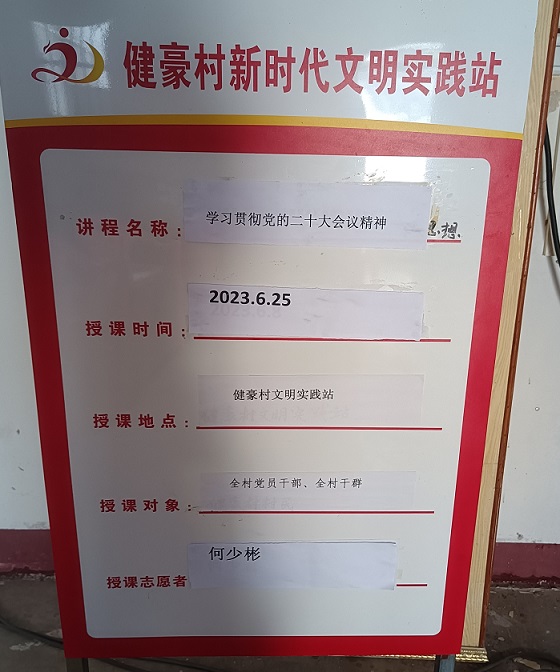 健豪村新时代文明实践站
讲程名称：学习贯彻党的二十大会议精神 思想
授课时间：2023.6.25
授课地点：健豪村文明实践站
授课对象：全村党员干部、全村干群
授课志愿者 何少彬